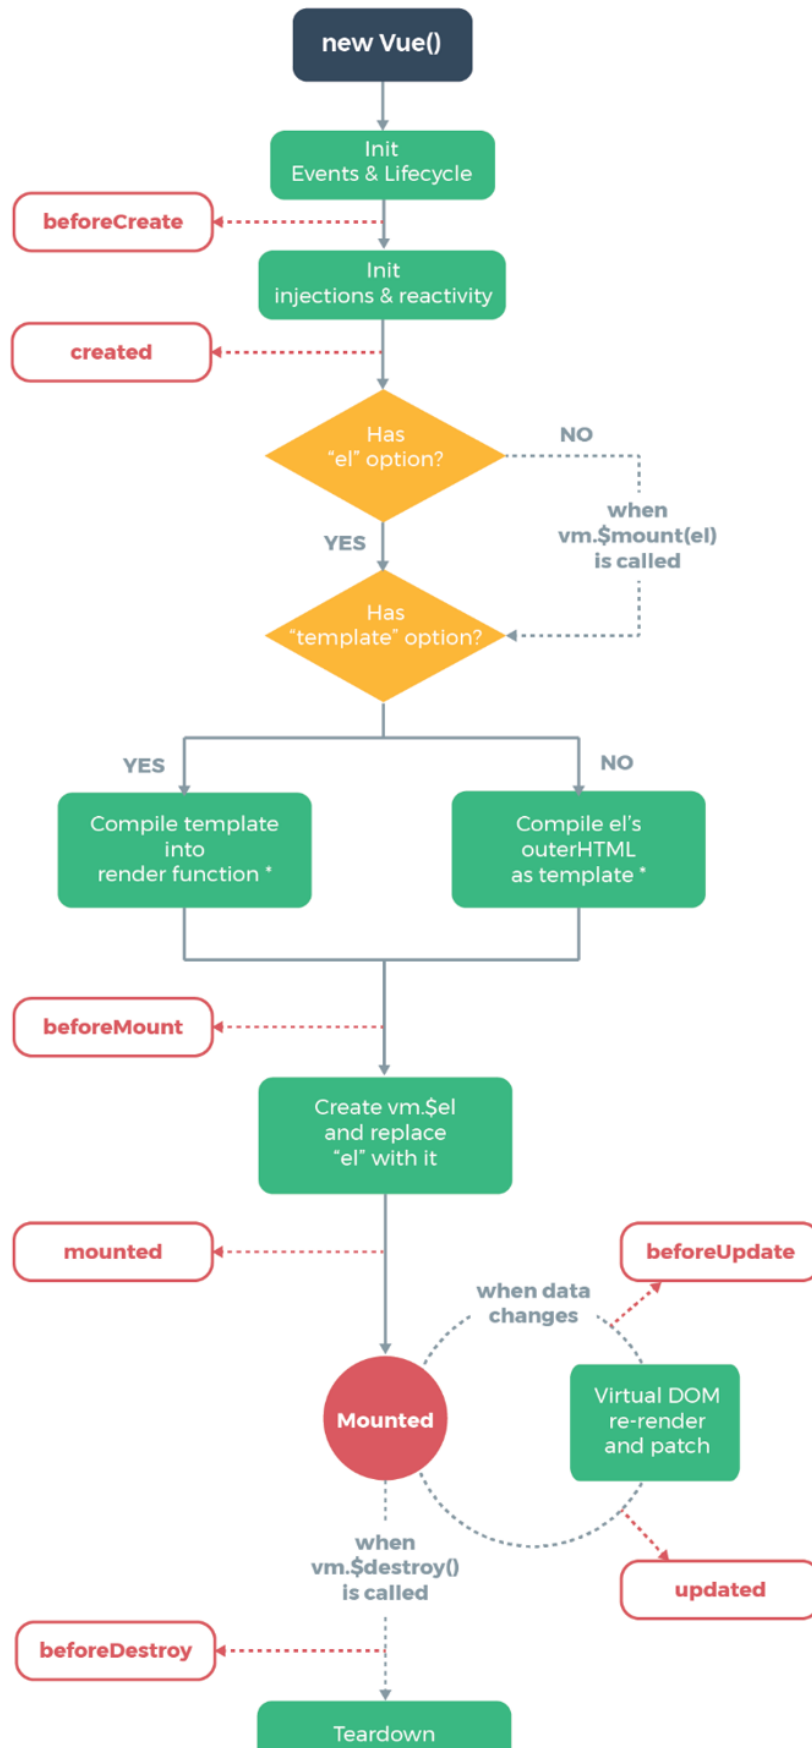 new Vue()
Init
Events & Lifecycle
beforeCreate
Init
injections & reactivity
created
Has
“el” option?
NO
when
vm.$mount(el)
is called
YES
Has
“template” option?
YES
NO
Compile template
into
render function *
Compile el’s
outerHTML
as template *
beforeMount
Create vm.$el
and replace
“el” with it
mounted
beforeUpdate
when data
changes
Mounted
Virtual DOM
re-render
and patch
when
vm.$destroy()
is called
updated
beforeDestroy
Teardown